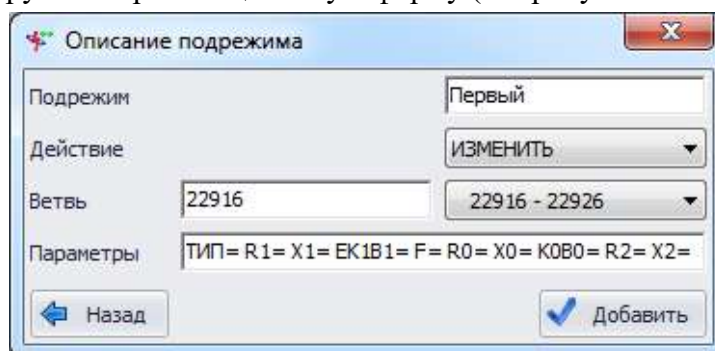 Описание подрежима
Подрежим Первый
Действие ИЗМЕНИТЬ
Ветвь 22916 22916 - 22926
Параметры ТИП= R1= X1= EK1B1= F= R0= X0= K0B0= R2= X2=
Назад Добавить